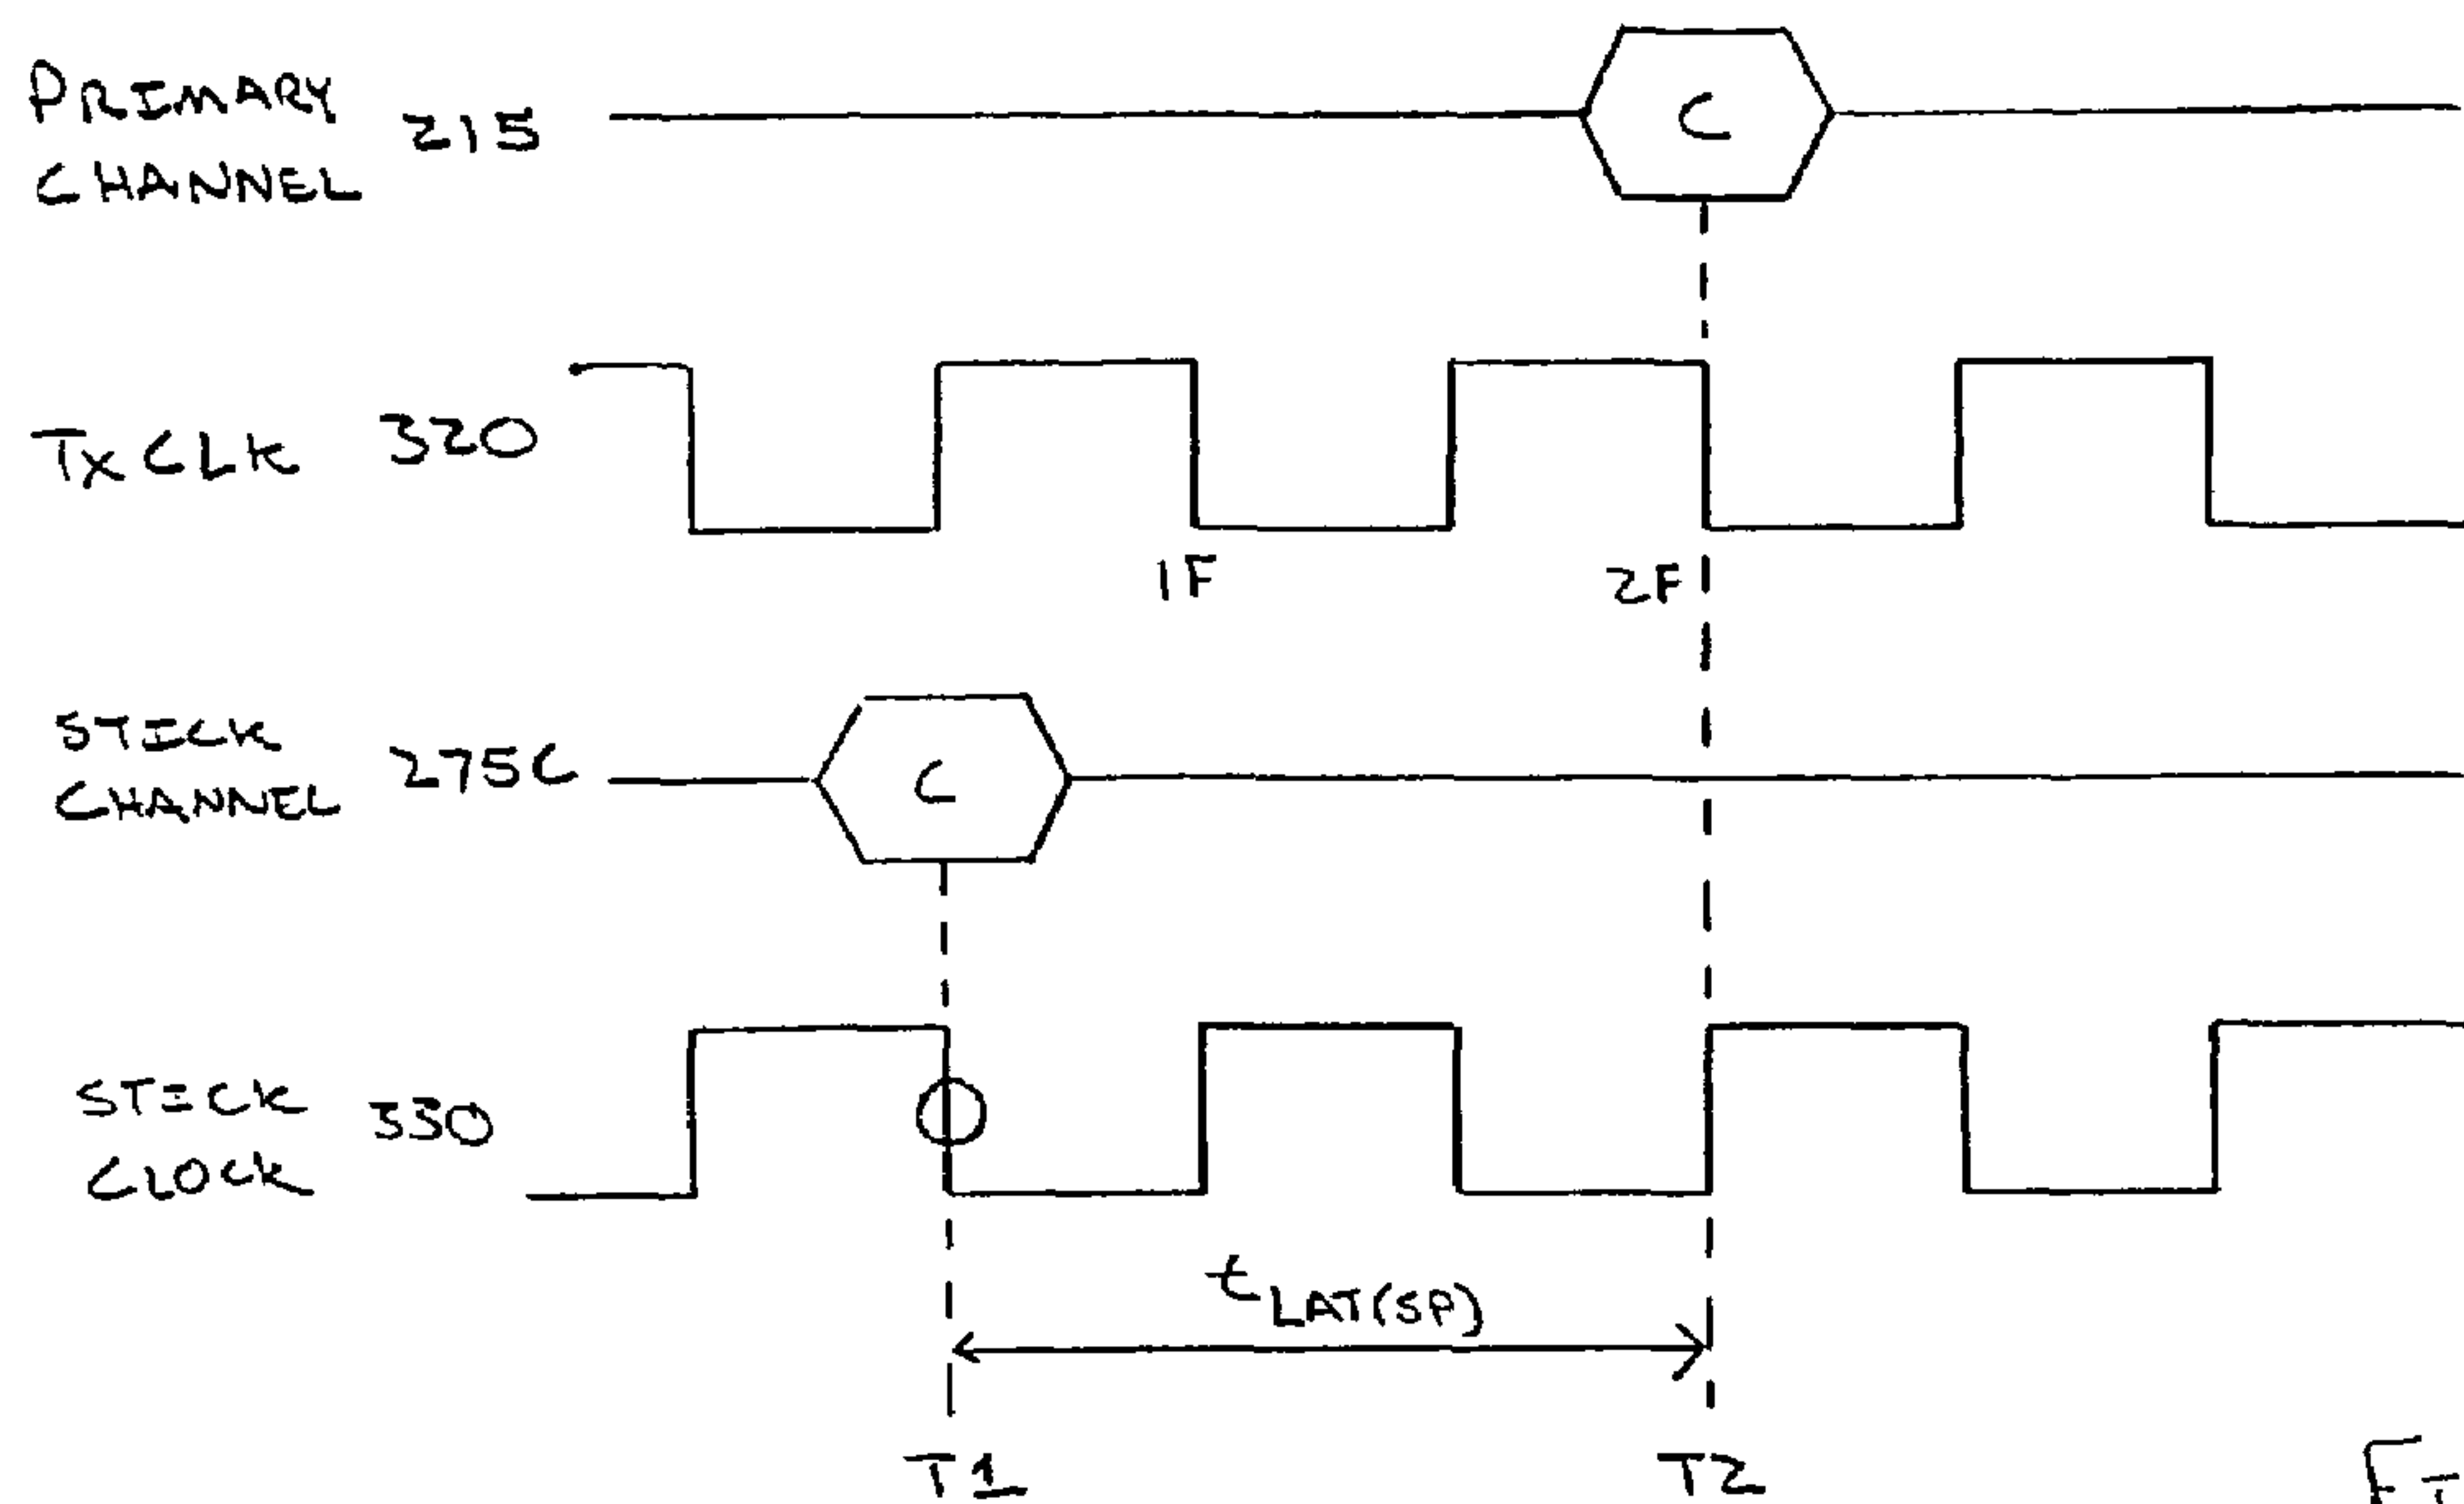 PRIMARY
CHANNEL 215
C
TxCLK 320
1F 2F
STICK
CHANNEL 275C
C
STICK
CLOCK 330
tLAT(SP)
T1 T2